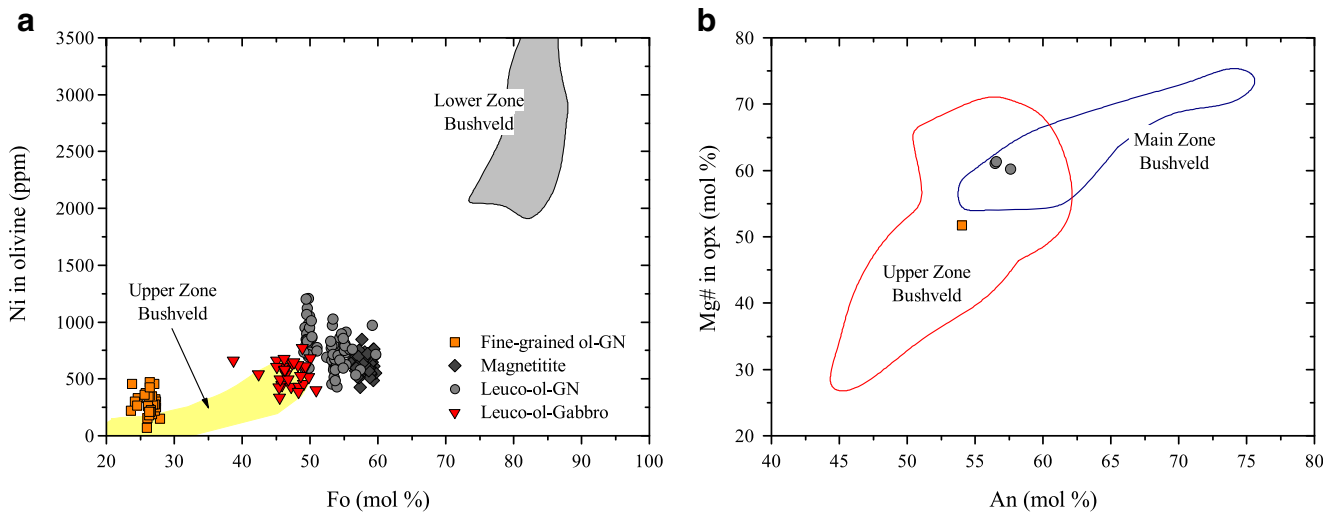 a
3500
3000
2500
2000
1500
1000
500
0
Ni in olivine (ppm)
20 30 40 50 60 70 80 90 100
Fo (mol %)
Lower Zone
Bushveld
Upper Zone
Bushveld
Fine-grained ol-GN
Magnetitite
Leuco-ol-GN
Leuco-ol-Gabbro
b
80
70
60
50
40
30
20
Mg# in opx (mol %)
40 45 50 55 60 65 70 75 80
An (mol %)
Main Zone
Bushveld
Upper Zone
Bushveld